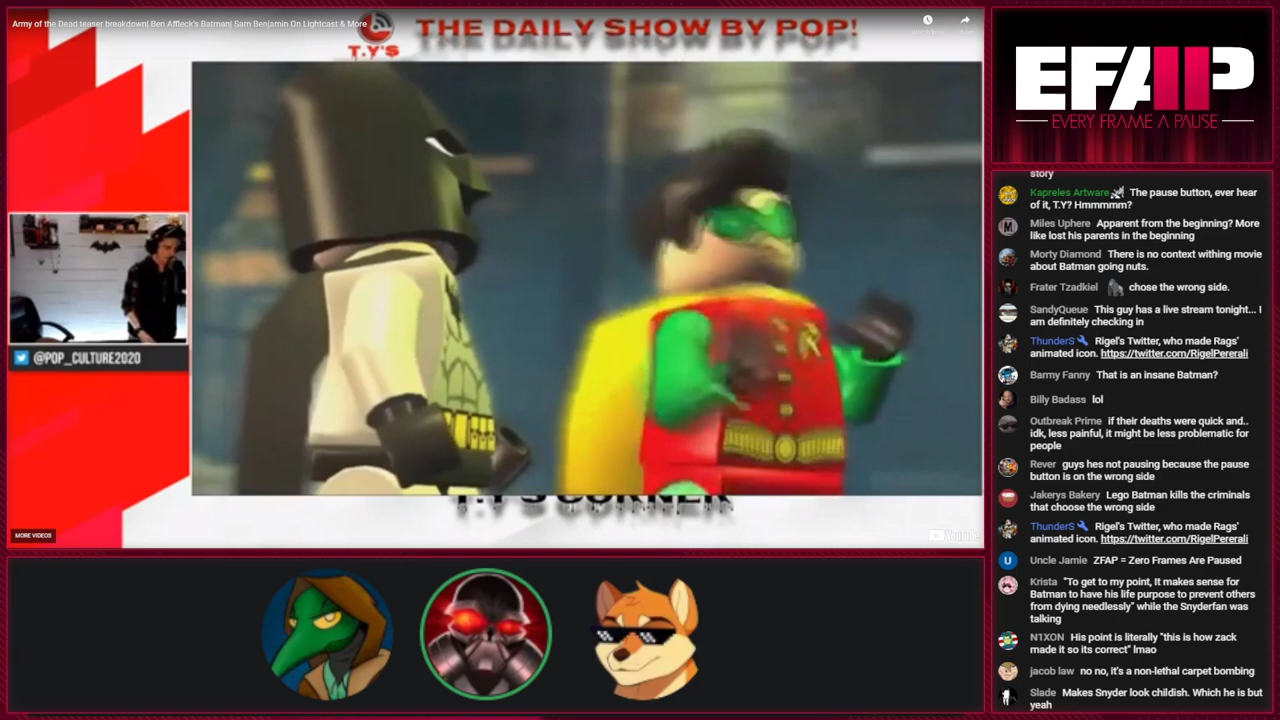 Army of the Dead teaser breakdown| Ben Affleck's Batman| Sam Benjamin On Lightcast & More
T.Y'S
THE DAILY SHOW BY POP!
@POP_CULTURE2020
T.Y'S CORNER
MORE VIDEOS
YouTube
EFAP
EVERY FRAME A PAUSE
story
Kapreles Artware The pause button, ever hear
of it, T.Y? Hmmmmm?
Miles Uphere Apparent from the beginning? More
like lost his parents in the beginning
Morty Diamond There is no context withing movie
about Batman going nuts.
Frater Tzadkiel chose the wrong side.
SandyQueue This guy has a live stream tonight... I
am definitely checking in
ThunderS Rigel's Twitter, who made Rags'
animated icon. https://twitter.com/RigelPererali
Barmy Fanny That is an insane Batman?
Billy Badass lol
Outbreak Prime if their deaths were quick and..
idk, less painful, it might be less problematic for
people
Rever guys hes not pausing because the pause
button is on the wrong side
Jakerys Bakery Lego Batman kills the criminals
that choose the wrong side
ThunderS Rigel's Twitter, who made Rags'
animated icon. https://twitter.com/RigelPererali
U
Uncle Jamie ZFAP = Zero Frames Are Paused
Krista "To get to my point, It makes sense for
Batman to have his life purpose to prevent others
from dying needlessly" while the Snyderfan was
talking
N1XON His point is literally "this is how zack
made it so its correct" lmao
jacob law no no, it's a non-lethal carpet bombing
Slade Makes Snyder look childish. Which he is but
yeah